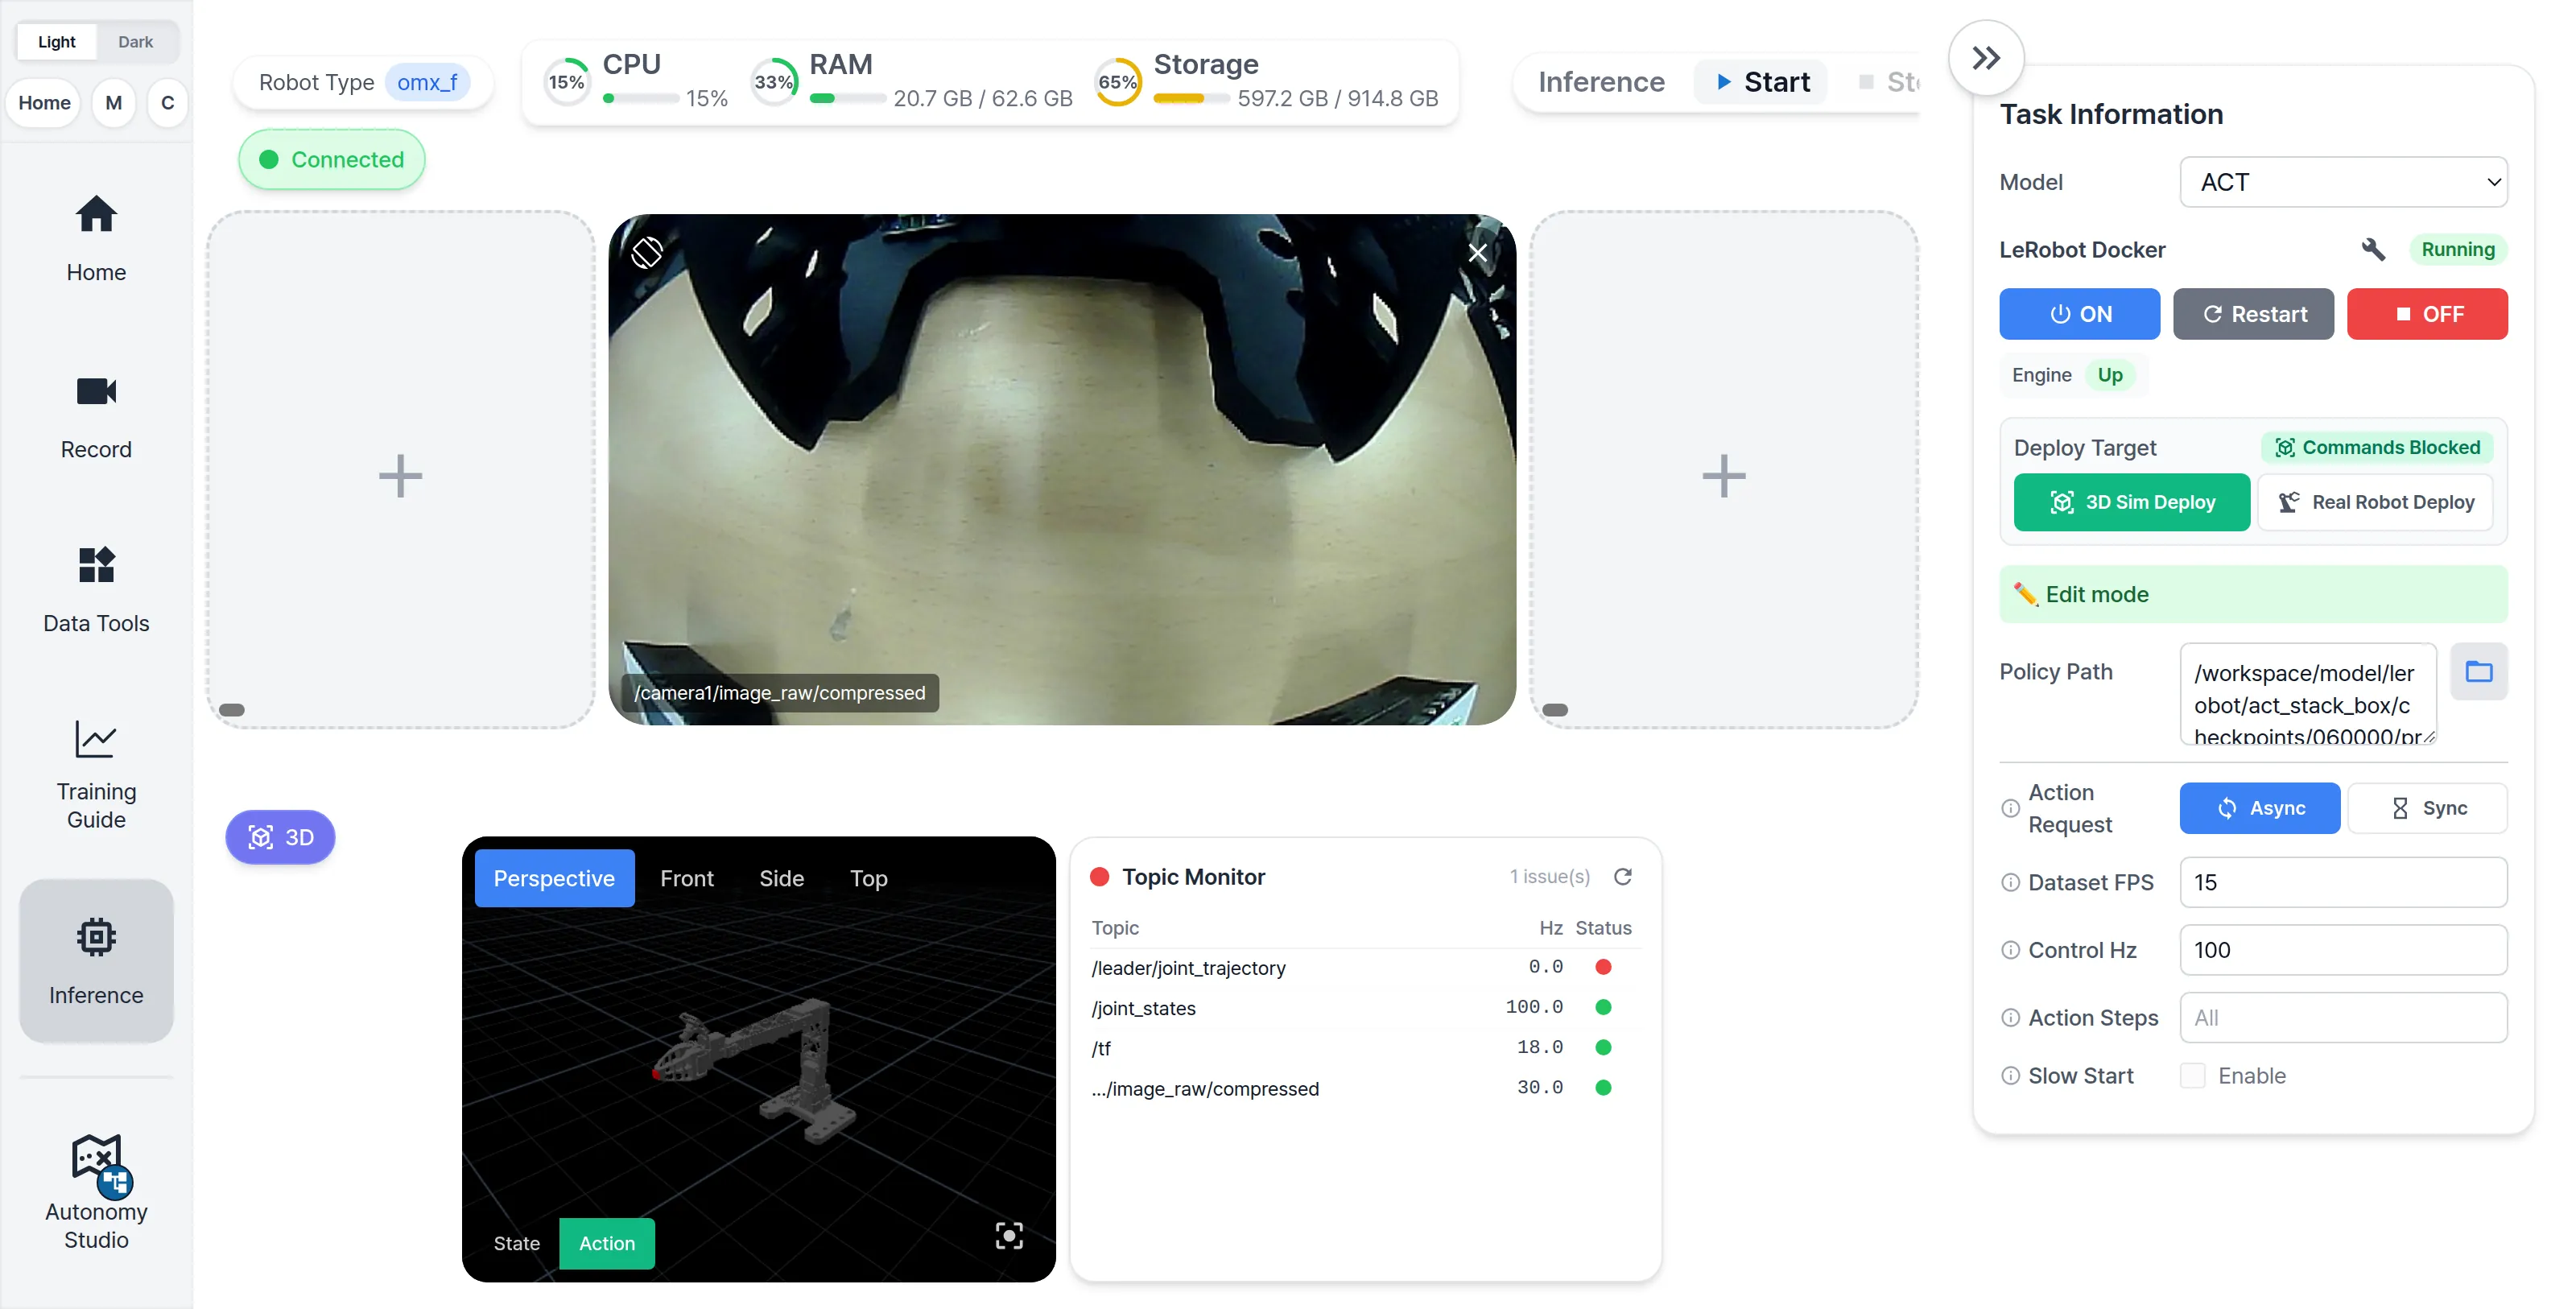 Light Dark
Home M C
Home
Record
Data Tools
Training
Guide
Inference
Autonomy
Studio
Robot Type omx_f
Connected
15% CPU 15%
33% RAM 20.7 GB / 62.6 GB
65% Storage 597.2 GB / 914.8 GB
Inference Start
/camera1/image_raw/compressed
3D
Perspective Front Side Top
State Action
Topic Monitor 1 issue(s)
Topic Hz Status
/leader/joint_trajectory 0.0
/joint_states 100.0
/tf 18.0
.../image_raw/compressed 30.0
Task Information
Model ACT
LeRobot Docker Running
ON Restart OFF
Engine Up
Deploy Target Commands Blocked
3D Sim Deploy Real Robot Deploy
Edit mode
Policy Path /workspace/model/ler
obot/act_stack_box/c
heckpoints/060000/pr
Action
Request Async Sync
Dataset FPS 15
Control Hz 100
Action Steps All
Slow Start Enable